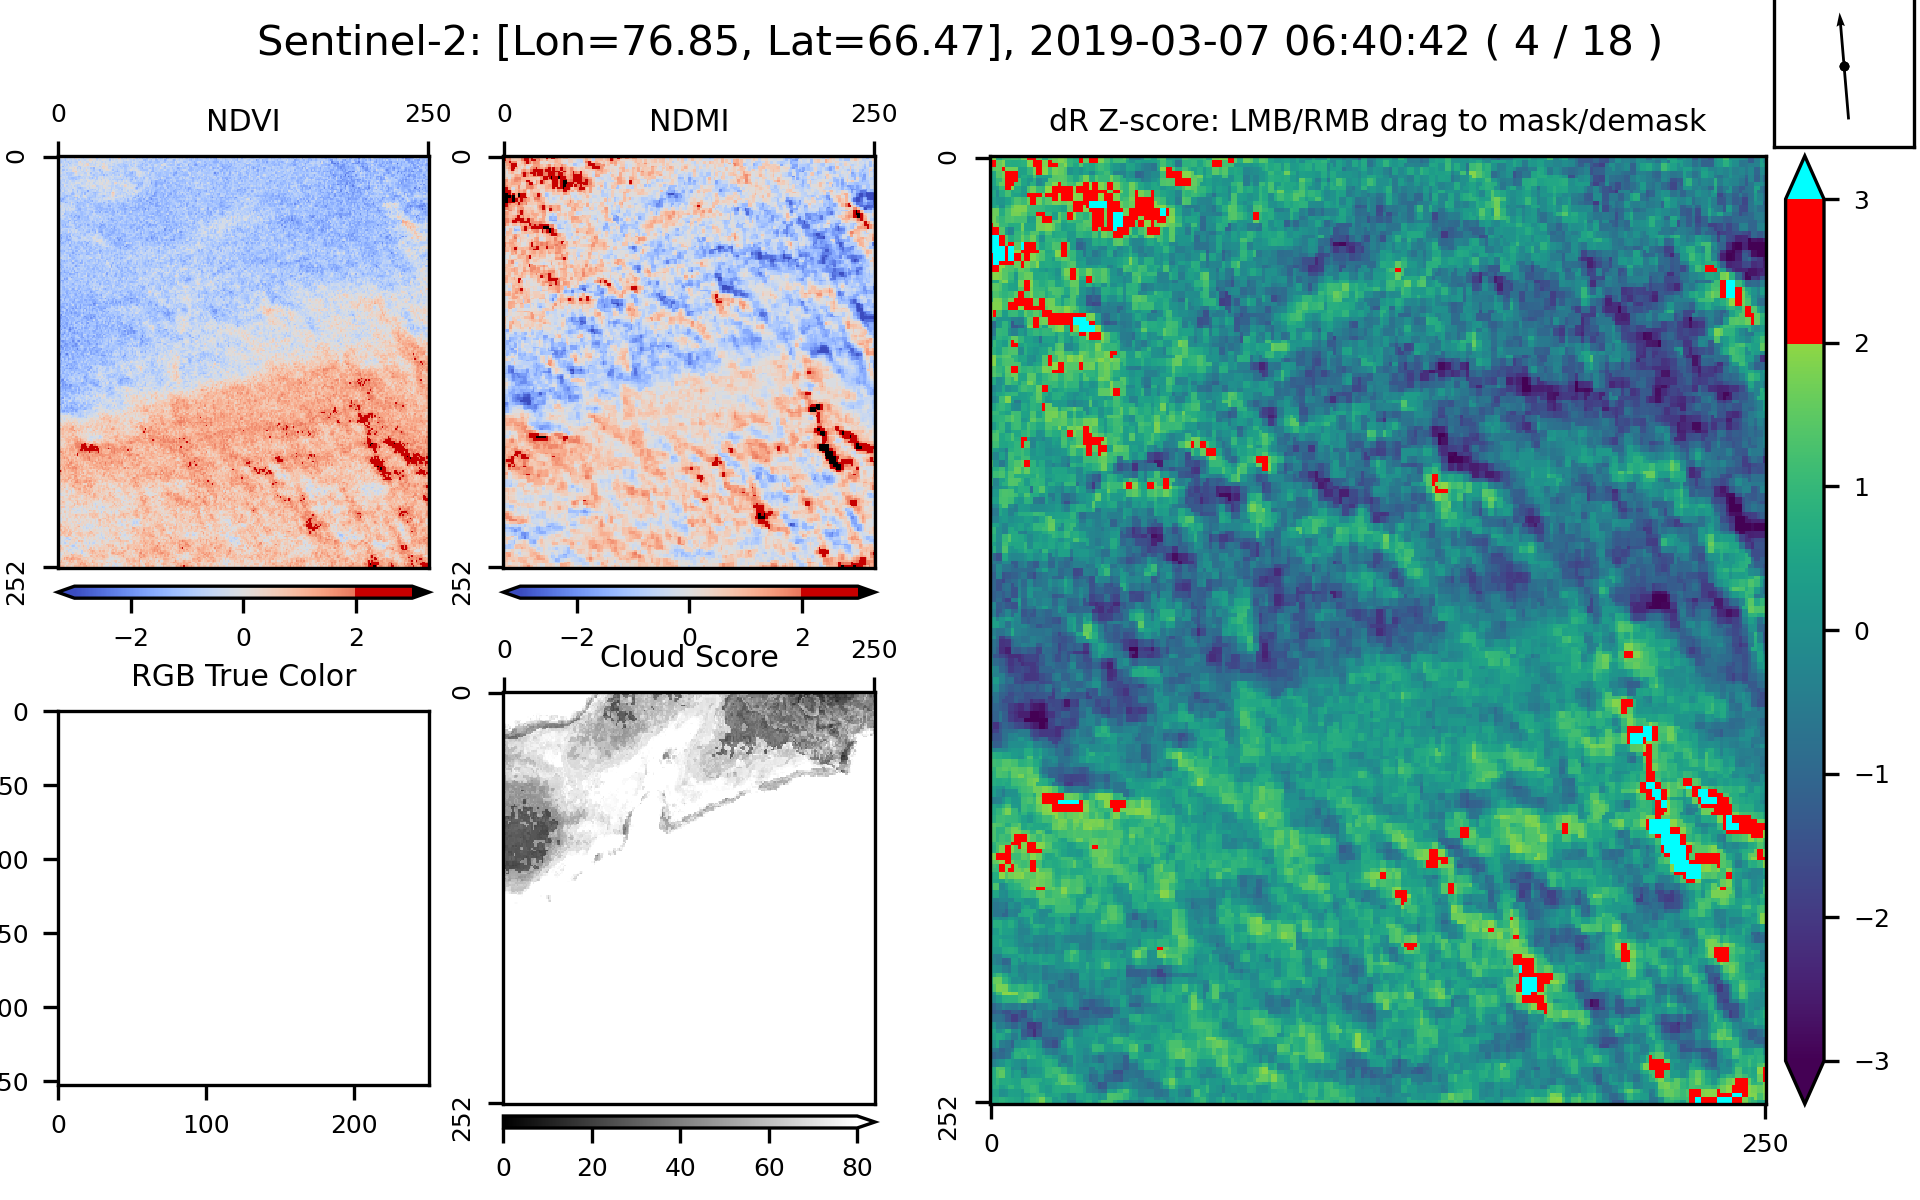 Sentinel-2: [Lon=76.85, Lat=66.47], 2019-03-07 06:40:42 ( 4 / 18 )
0 NDVI 250
0
252
−2 0 2
0 NDMI 250
0
252
−2 0 2
dR Z-score: LMB/RMB drag to mask/demask
0
252
0 250
3
2
1
0
−1
−2
−3
RGB True Color
0
50
00
50
00
50
0 100 200
0 Cloud Score 250
0
252
0 20 40 60 80